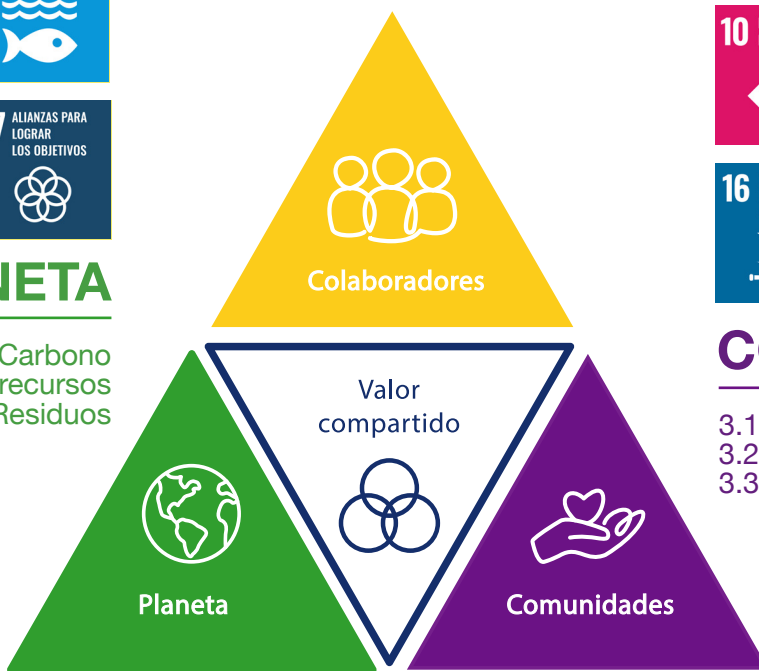 ALIANZAS PARA
LOGRAR
LOS OBJETIVOS
10
16
Colaboradores
Carbono
recursos
Residuos
Valor
compartido
3.1
3.2
3.3
Planeta
Comunidades